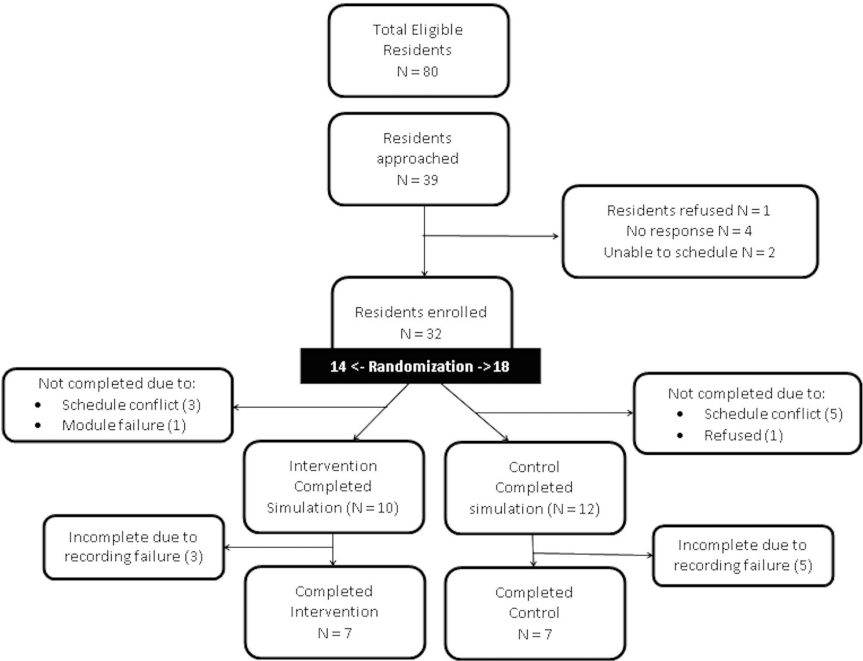 Total Eligible
Residents
N = 80
Residents
approached
N = 39
Residents refused N = 1
No response N = 4
Unable to schedule N = 2
Residents enrolled
N = 32
14 <- Randomization ->18
Not completed due to:
• Schedule conflict (3)
• Module failure (1)
Not completed due to:
• Schedule conflict (5)
• Refused (1)
Intervention
Completed
Simulation (N = 10)
Control
Completed
simulation (N = 12)
Incomplete due to
recording failure (3)
Incomplete due to
recording failure (5)
Completed
Intervention
N = 7
Completed
Control
N = 7